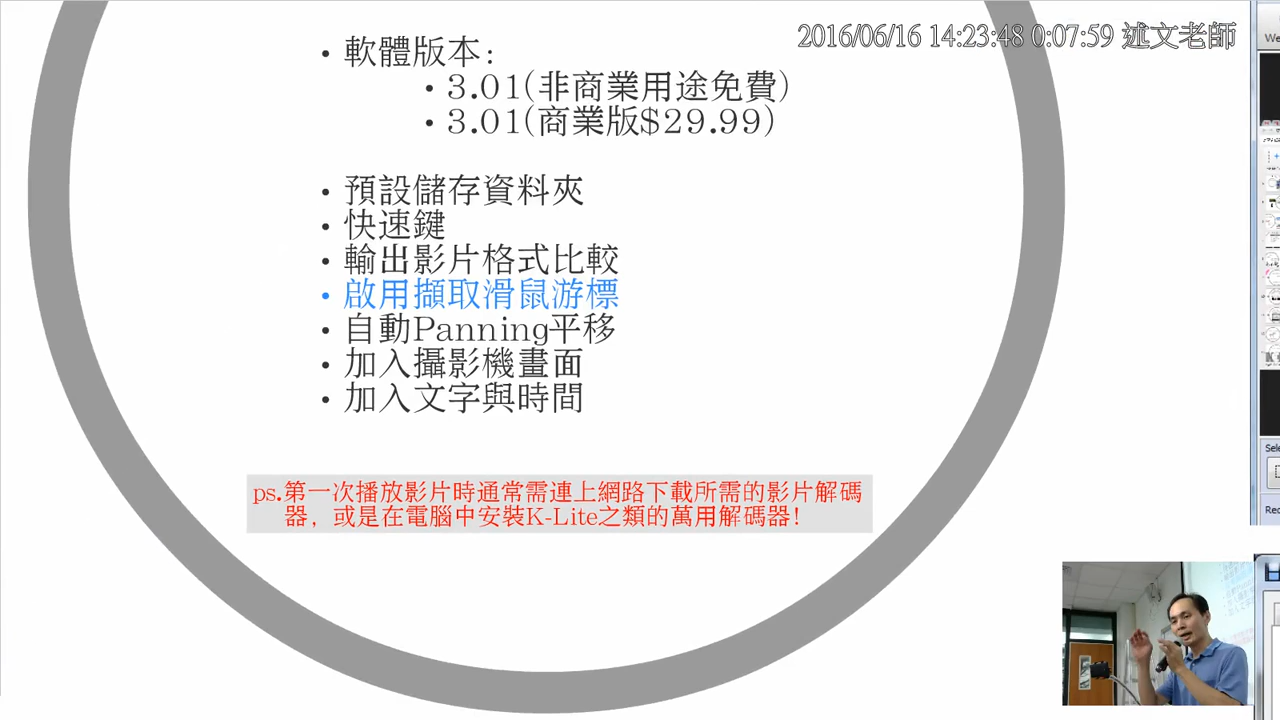 2016/06/16 14:23:48 0:07:59 述文老師
• 軟體版本:
• 3.01(非商業用途免費)
• 3.01(商業版$29.99)
• 預設儲存資料夾
• 快速鍵
• 輸出影片格式比較
• 啟用擷取滑鼠游標
• 自動Panning平移
• 加入攝影機畫面
• 加入文字與時間
ps.第一次播放影片時通常需連上網路下載所需的影片解碼
器，或是在電腦中安裝K-Lite之類的萬用解碼器!
We
Sele
Rec